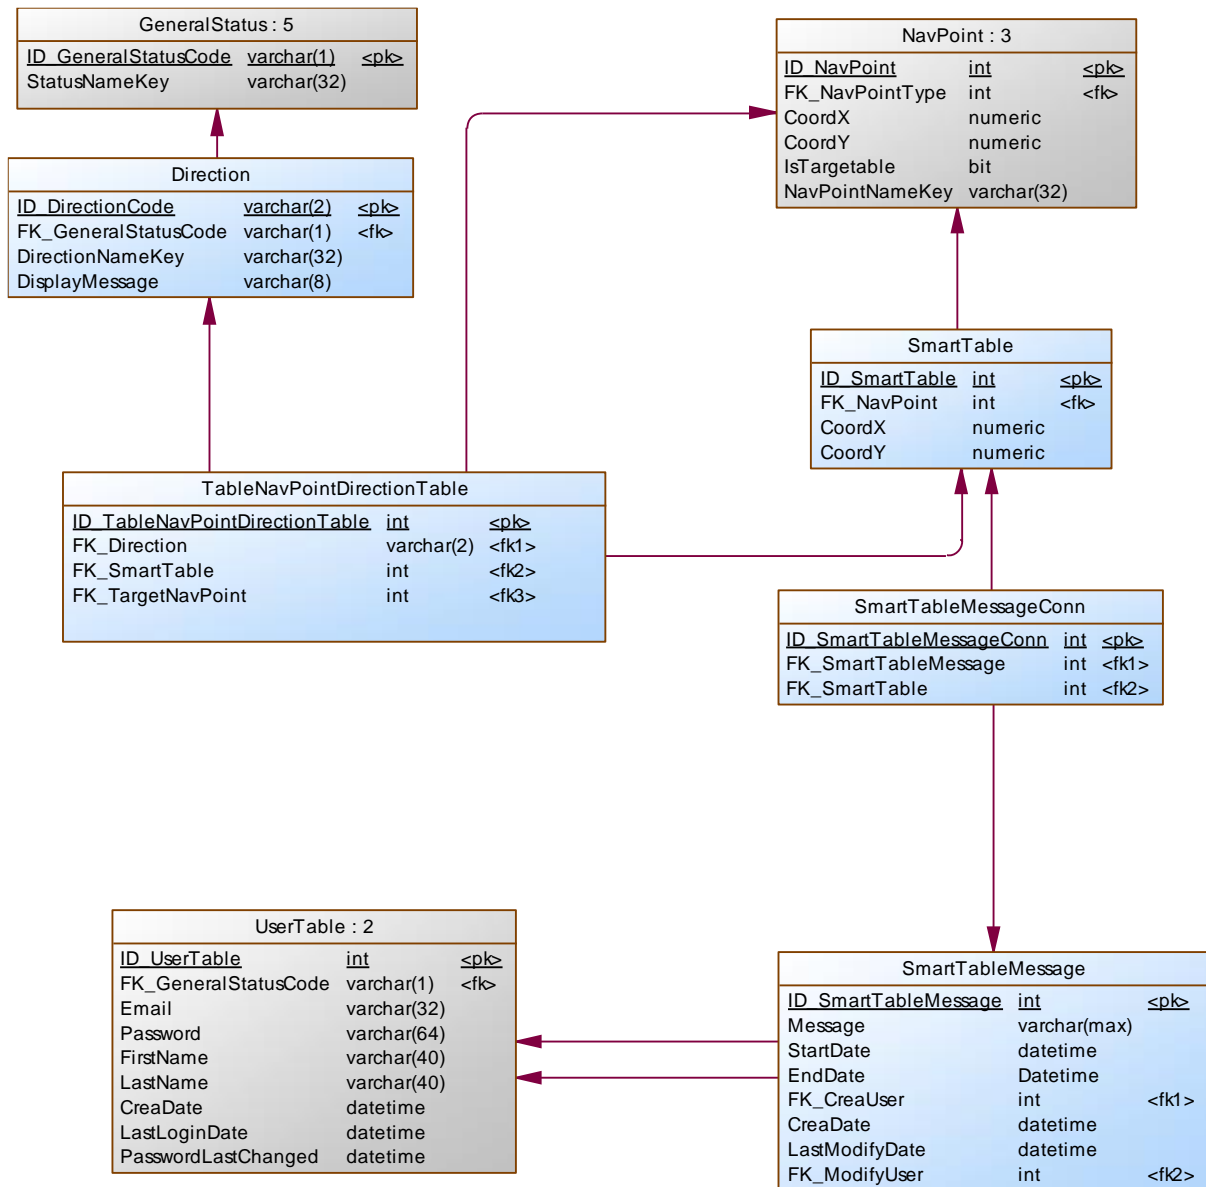 GeneralStatus : 5
ID_GeneralStatusCode varchar(1) <pk>
StatusNameKey varchar(32)
NavPoint : 3
ID_NavPoint int <pk>
FK_NavPointType int <fk>
CoordX numeric
CoordY numeric
IsTargetable bit
NavPointNameKey varchar(32)
Direction
ID_DirectionCode varchar(2) <pk>
FK_GeneralStatusCode varchar(1) <fk>
DirectionNameKey varchar(32)
DisplayMessage varchar(8)
SmartTable
ID_SmartTable int <pk>
FK_NavPoint int <fk>
CoordX numeric
CoordY numeric
TableNavPointDirectionTable
ID_TableNavPointDirectionTable int <pk>
FK_Direction varchar(2) <fk1>
FK_SmartTable int <fk2>
FK_TargetNavPoint int <fk3>
SmartTableMessageConn
ID_SmartTableMessageConn int <pk>
FK_SmartTableMessage int <fk1>
FK_SmartTable int <fk2>
UserTable : 2
ID_UserTable int <pk>
FK_GeneralStatusCode varchar(1) <fk>
Email varchar(32)
Password varchar(64)
FirstName varchar(40)
LastName varchar(40)
CreaDate datetime
LastLoginDate datetime
PasswordLastChanged datetime
SmartTableMessage
ID_SmartTableMessage int <pk>
Message varchar(max)
StartDate datetime
EndDate Datetime
FK_CreaUser int <fk1>
CreaDate datetime
LastModifyDate datetime
FK_ModifyUser int <fk2>